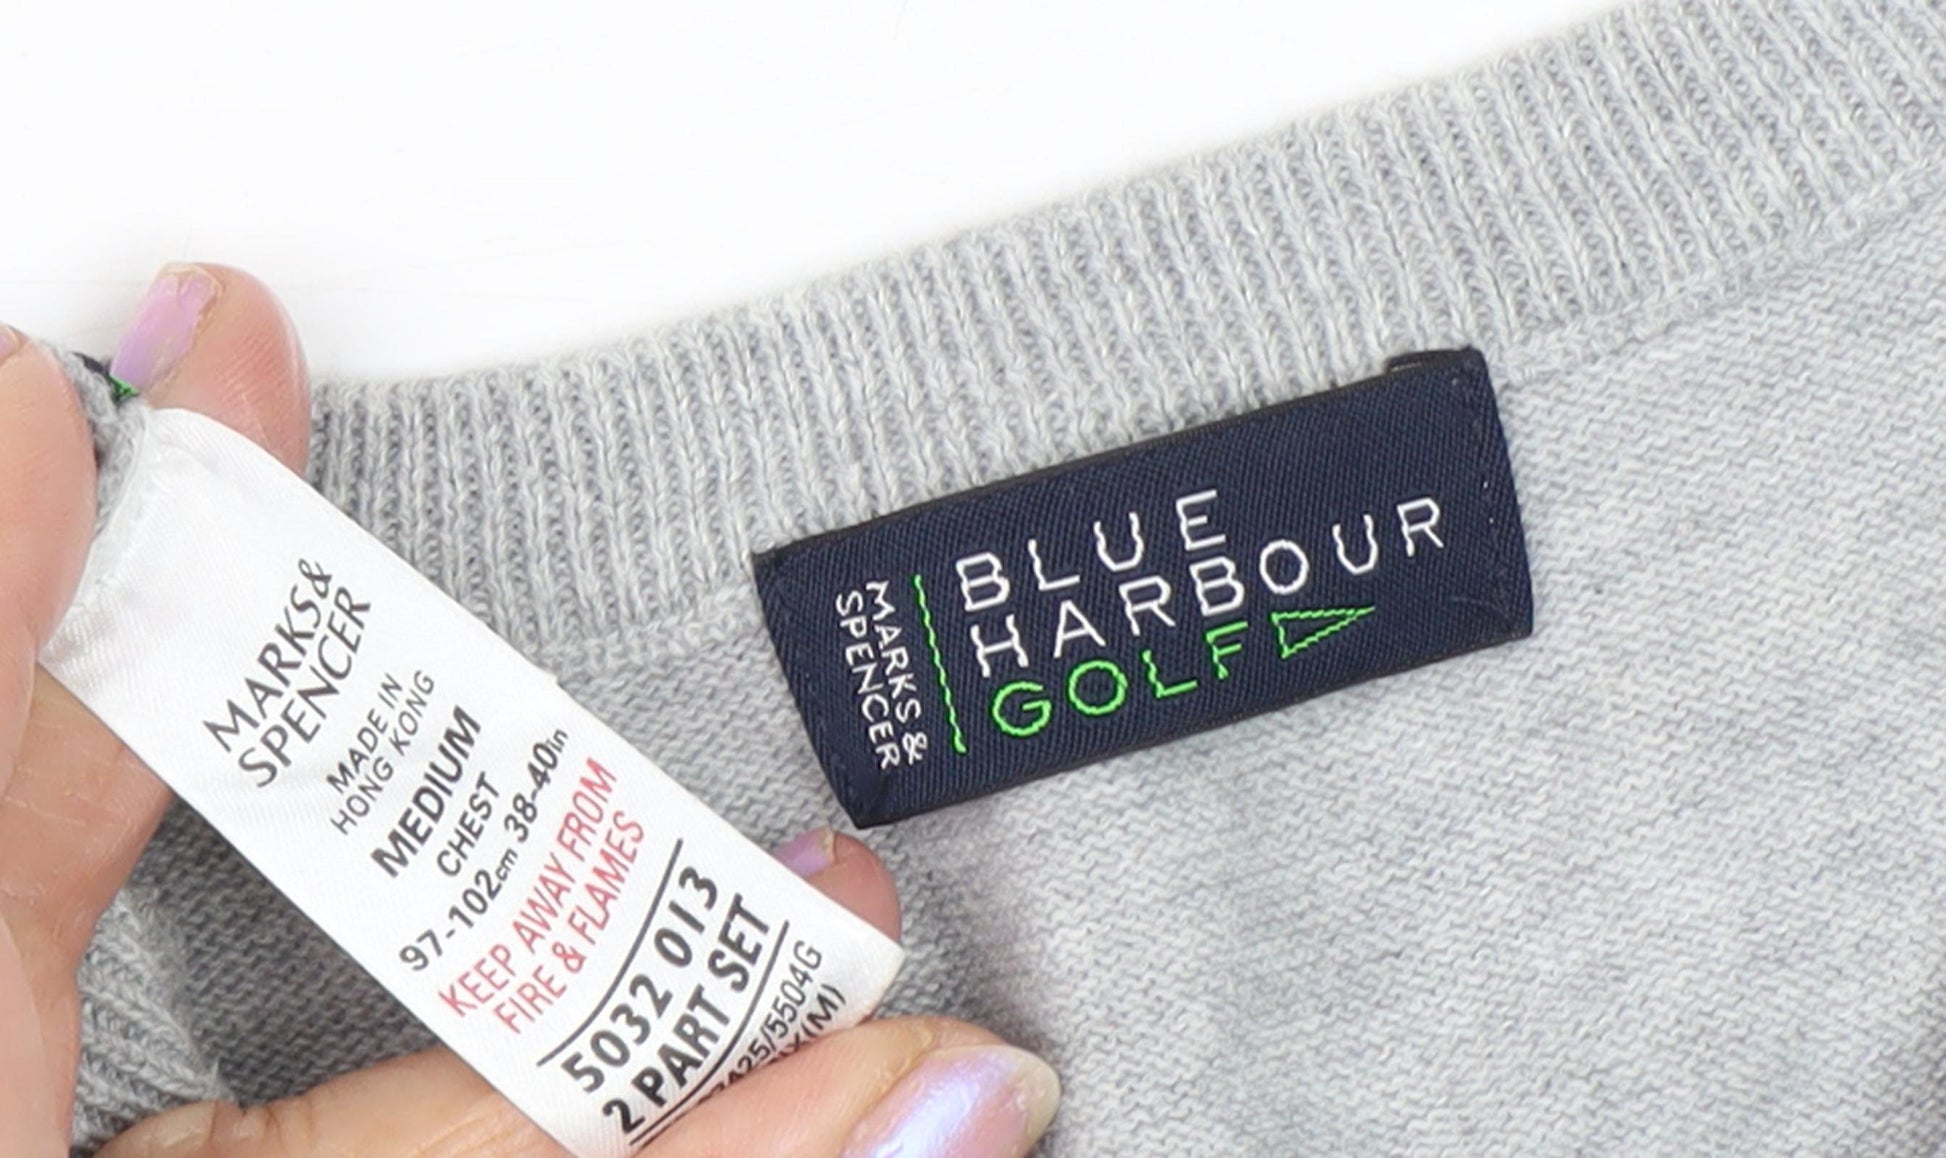 MARKS &
SPENCER
BLUE
HARBOUR
GOLF
MARKS&
SPENCER
MADE IN
HONG KONG
MEDIUM
CHEST
97-102cm 38-40in
KEEP AWAY FROM
FIRE & FLAMES
5032 013
2 PART SET
5504G
(M)